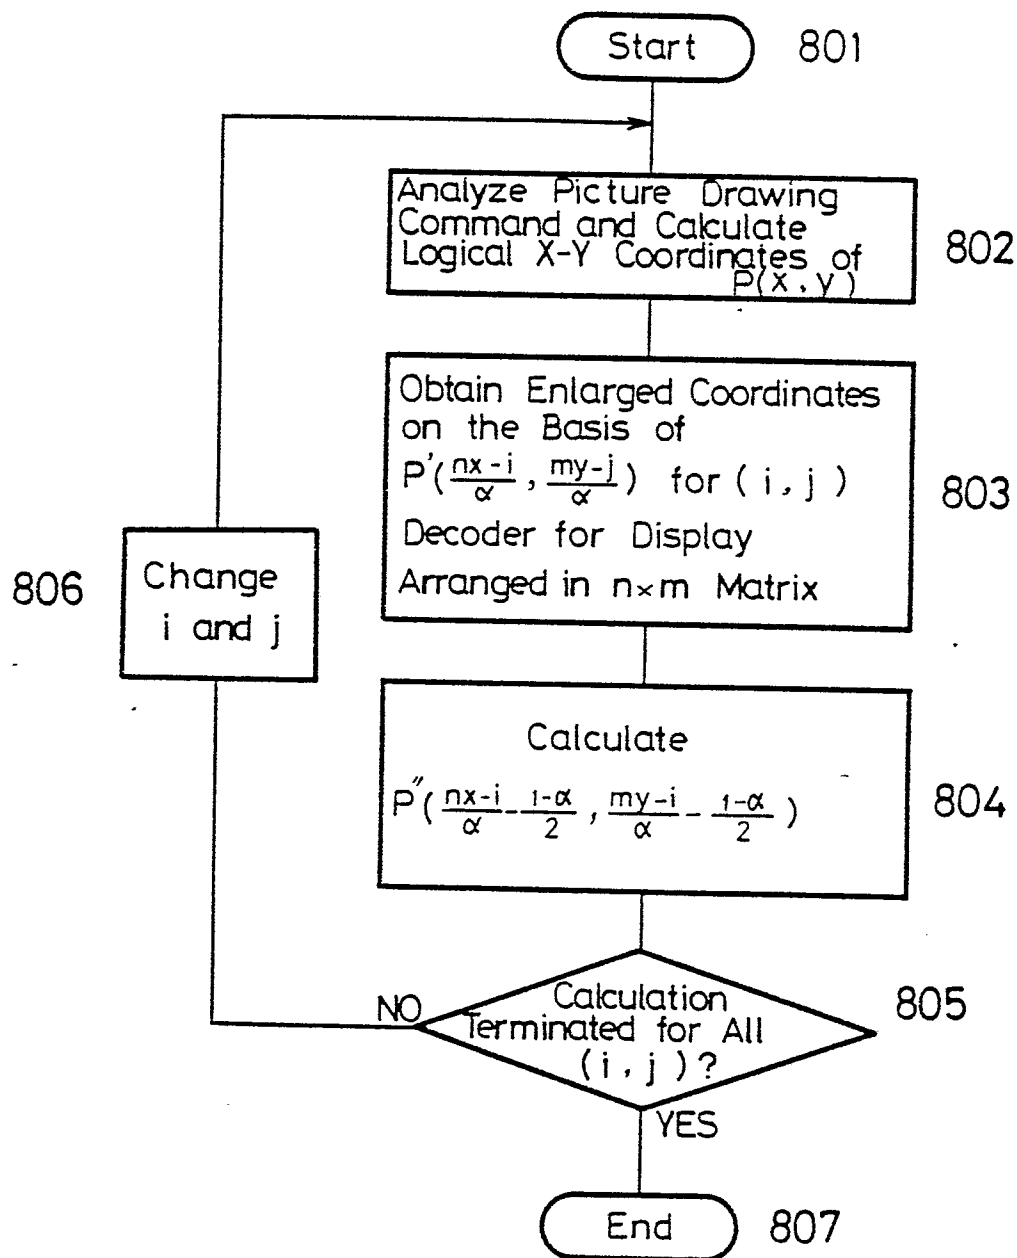 Start
801
Analyze Picture Drawing
Command and Calculate
Logical X-Y Coordinates of
P(x, y)
802
Obtain Enlarged Coordinates
on the Basis of
P'(nx-i/α, my-j/α) for (i, j)
Decoder for Display
Arranged in n×m Matrix
803
806
Change
i and j
Calculate
P"(nx-i/α - 1-α/2, my-i/α - 1-α/2)
804
NO
Calculation
Terminated for All
(i, j)?
805
YES
End
807